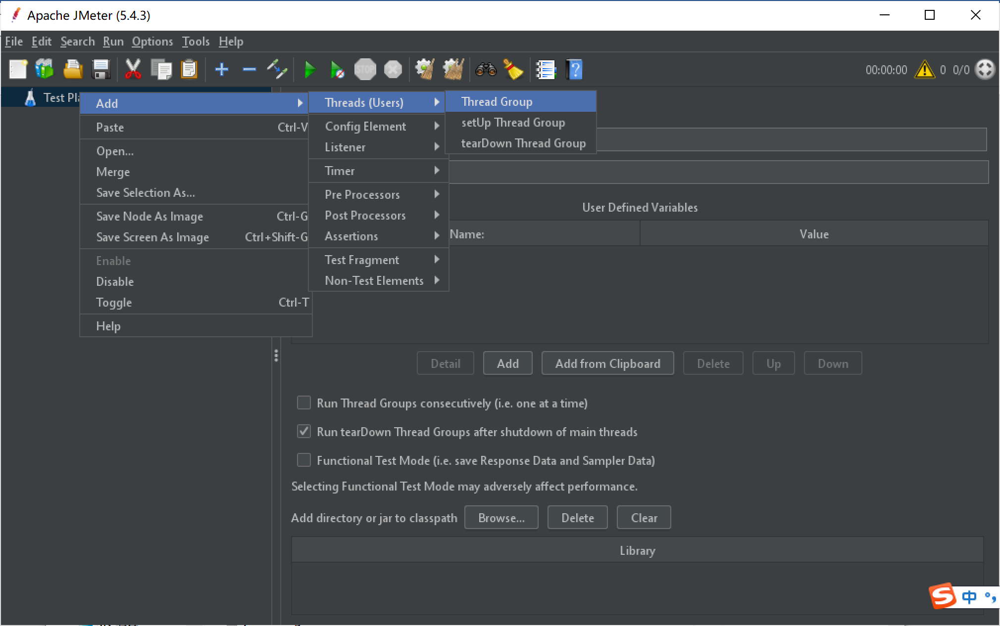 Apache JMeter (5.4.3)
File Edit Search Run Options Tools Help
STOP
00:00:00 0 0/0
Test Pla
Add
Paste Ctrl-V
Open...
Merge
Save Selection As...
Save Node As Image Ctrl-G
Save Screen As Image Ctrl+Shift-G
Enable
Disable
Toggle Ctrl-T
Help
Threads (Users)
Config Element
Listener
Timer
Pre Processors
Post Processors
Assertions
Test Fragment
Non-Test Elements
Thread Group
setUp Thread Group
tearDown Thread Group
User Defined Variables
Name: Value
Detail Add Add from Clipboard Delete Up Down
Run Thread Groups consecutively (i.e. one at a time)
Run tearDown Thread Groups after shutdown of main threads
Functional Test Mode (i.e. save Response Data and Sampler Data)
Selecting Functional Test Mode may adversely affect performance.
Add directory or jar to classpath Browse... Delete Clear
Library
S 中 °,